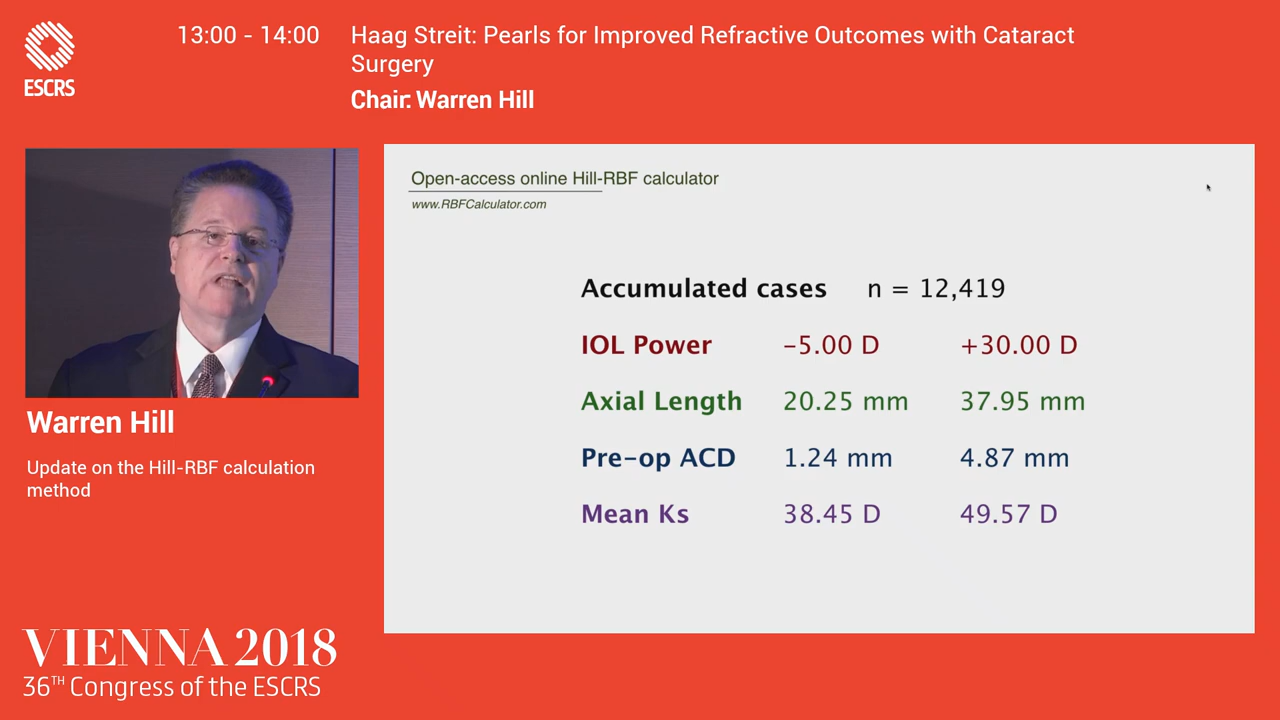 ESCRS
13:00 - 14:00
Haag Streit: Pearls for Improved Refractive Outcomes with Cataract
Surgery
Chair: Warren Hill
Warren Hill
Update on the Hill-RBF calculation
method
VIENNA 2018
36TH Congress of the ESCRS
Open-access online Hill-RBF calculator
www.RBFCalculator.com
Accumulated cases n = 12,419
IOL Power −5.00 D +30.00 D
Axial Length 20.25 mm 37.95 mm
Pre-op ACD 1.24 mm 4.87 mm
Mean Ks 38.45 D 49.57 D